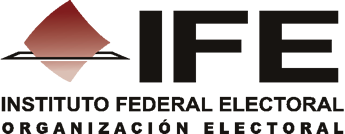 IFE
INSTITUTO FEDERAL ELECTORAL
ORGANIZACIÓN ELECTORAL